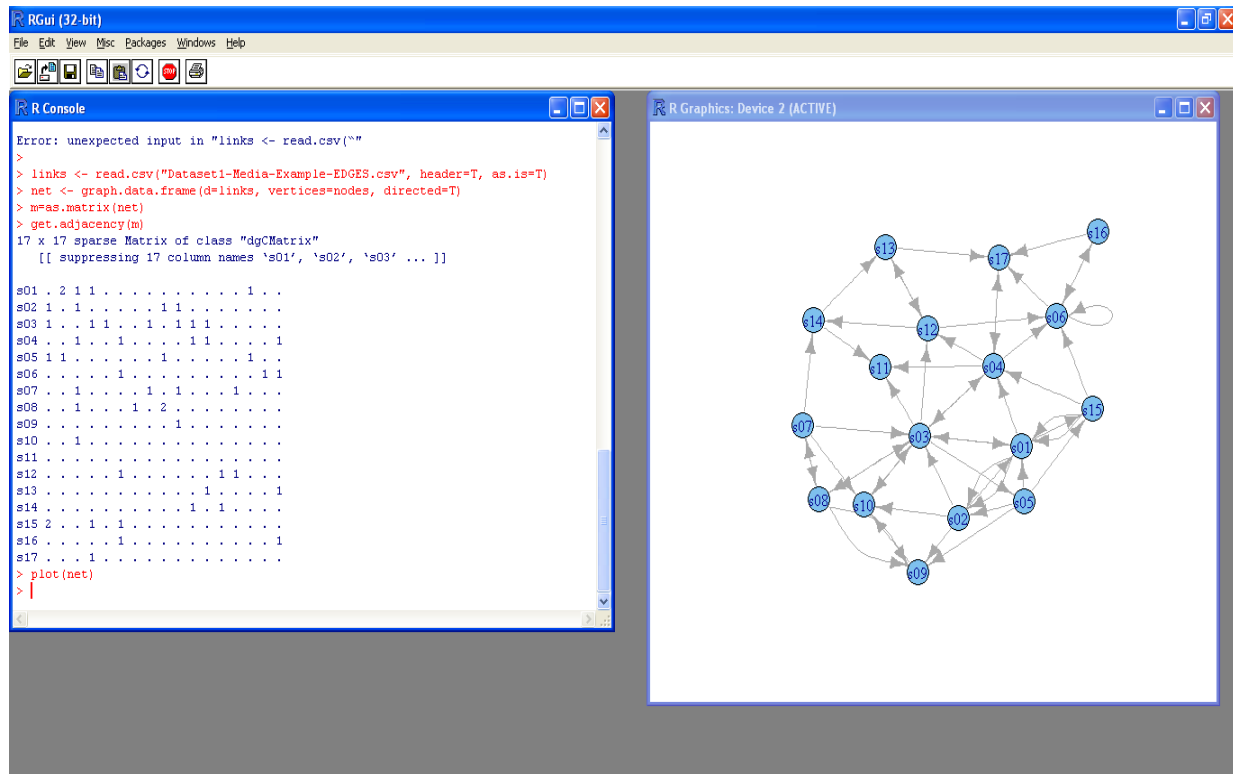 RGui (32-bit)
File Edit View Misc Packages Windows Help
STOP
R Console
Error: unexpected input in "links <- read.csv(“"
>
> links <- read.csv("Dataset1-Media-Example-EDGES.csv", header=T, as.is=T)
> net <- graph.data.frame(d=links, vertices=nodes, directed=T)
> m=as.matrix(net)
> get.adjacency(m)
17 x 17 sparse Matrix of class "dgCMatrix"
[[ suppressing 17 column names ‘s01’, ‘s02’, ‘s03’ ... ]]
s01 . 2 1 1 . . . . . . . . . . 1 . .
s02 1 . 1 . . . . . 1 1 . . . . . . .
s03 1 . . 1 1 . . 1 . 1 1 1 . . . . .
s04 . . 1 . . 1 . . . . 1 1 . . . . 1
s05 1 1 . . . . . . 1 . . . . . 1 . .
s06 . . . . . 1 . . . . . . . . . 1 1
s07 . . 1 . . . . 1 . 1 . . . 1 . . .
s08 . . 1 . . . 1 . 2 . . . . . . . .
s09 . . . . . . . . . 1 . . . . . . .
s10 . . 1 . . . . . . . . . . . . . .
s11 . . . . . . . . . . . . . . . . .
s12 . . . . . 1 . . . . . . 1 1 . . .
s13 . . . . . . . . . . . 1 . . . . 1
s14 . . . . . . . . . . 1 . 1 . . . .
s15 2 . . 1 . 1 . . . . . . . . . . .
s16 . . . . . 1 . . . . . . . . . . 1
s17 . . . 1 . . . . . . . . . . . . .
> plot(net)
>
R Graphics: Device 2 (ACTIVE)
s16
s13
s17
s06
s14
s12
s11
s04
s15
s07
s03
s01
s08
s10
s05
s02
s09